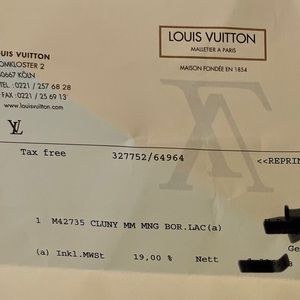 LOUIS VUITTON
MALLETIER A PARIS
MAISON FONDÉE EN 1854
OUIS VUITTON
OMKLOSTER 2
0667 KÖLN
TEL :0221 / 257 68 28
FAX :0221 / 25 69 13
www.louisvuitton.com
LV
Tax free 327752/64964 <<REPRIN
1 M42735 CLUNY MM MNG BOR.LAC(a)
Ge
(a) Inkl.MWSt 19,00 % Nett